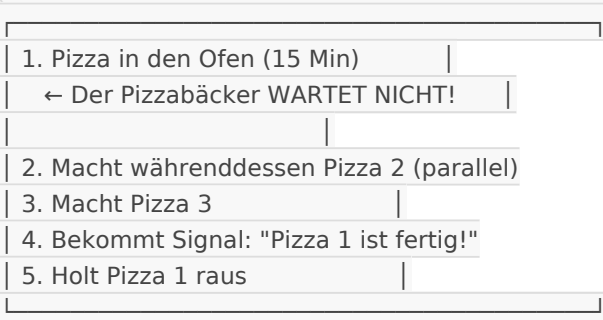 1. Pizza in den Ofen (15 Min)
← Der Pizzabäcker WARTET NICHT!
2. Macht währenddessen Pizza 2 (parallel)
3. Macht Pizza 3
4. Bekommt Signal: "Pizza 1 ist fertig!"
5. Holt Pizza 1 raus